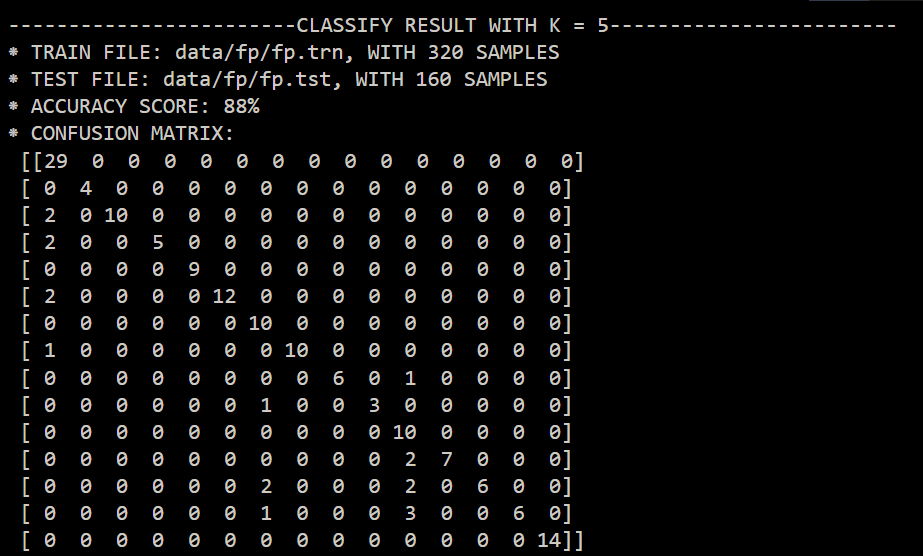 ------------------------CLASSIFY RESULT WITH K = 5------------------------
* TRAIN FILE: data/fp/fp.trn, WITH 320 SAMPLES
* TEST FILE: data/fp/fp.tst, WITH 160 SAMPLES
* ACCURACY SCORE: 88%
* CONFUSION MATRIX:
[[29  0  0  0  0  0  0  0  0  0  0  0  0  0  0]
[ 0  4  0  0  0  0  0  0  0  0  0  0  0  0  0]
[ 2  0 10  0  0  0  0  0  0  0  0  0  0  0  0]
[ 2  0  0  5  0  0  0  0  0  0  0  0  0  0  0]
[ 0  0  0  0  9  0  0  0  0  0  0  0  0  0  0]
[ 2  0  0  0  0 12  0  0  0  0  0  0  0  0  0]
[ 0  0  0  0  0  0 10  0  0  0  0  0  0  0  0]
[ 1  0  0  0  0  0  0 10  0  0  0  0  0  0  0]
[ 0  0  0  0  0  0  0  0  6  0  1  0  0  0  0]
[ 0  0  0  0  0  0  1  0  0  3  0  0  0  0  0]
[ 0  0  0  0  0  0  0  0  0  0 10  0  0  0  0]
[ 0  0  0  0  0  0  0  0  0  0  2  7  0  0  0]
[ 0  0  0  0  0  0  2  0  0  0  2  0  6  0  0]
[ 0  0  0  0  0  0  1  0  0  0  3  0  0  6  0]
[ 0  0  0  0  0  0  0  0  0  0  0  0  0  0 14]]